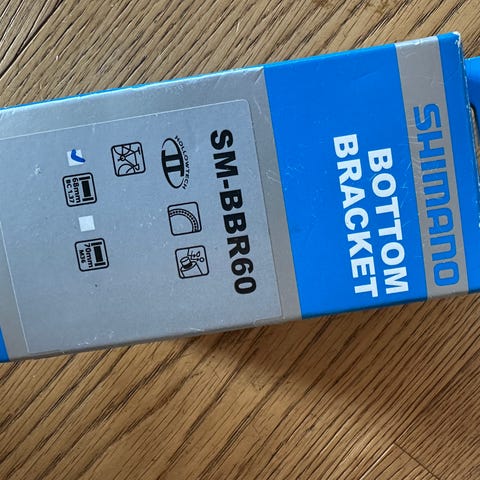 SHIMANO
BOTTOM
BRACKET
SM-BBR60
HOLLOWTECH
II
68mm
BC 1.37
70mm
M36